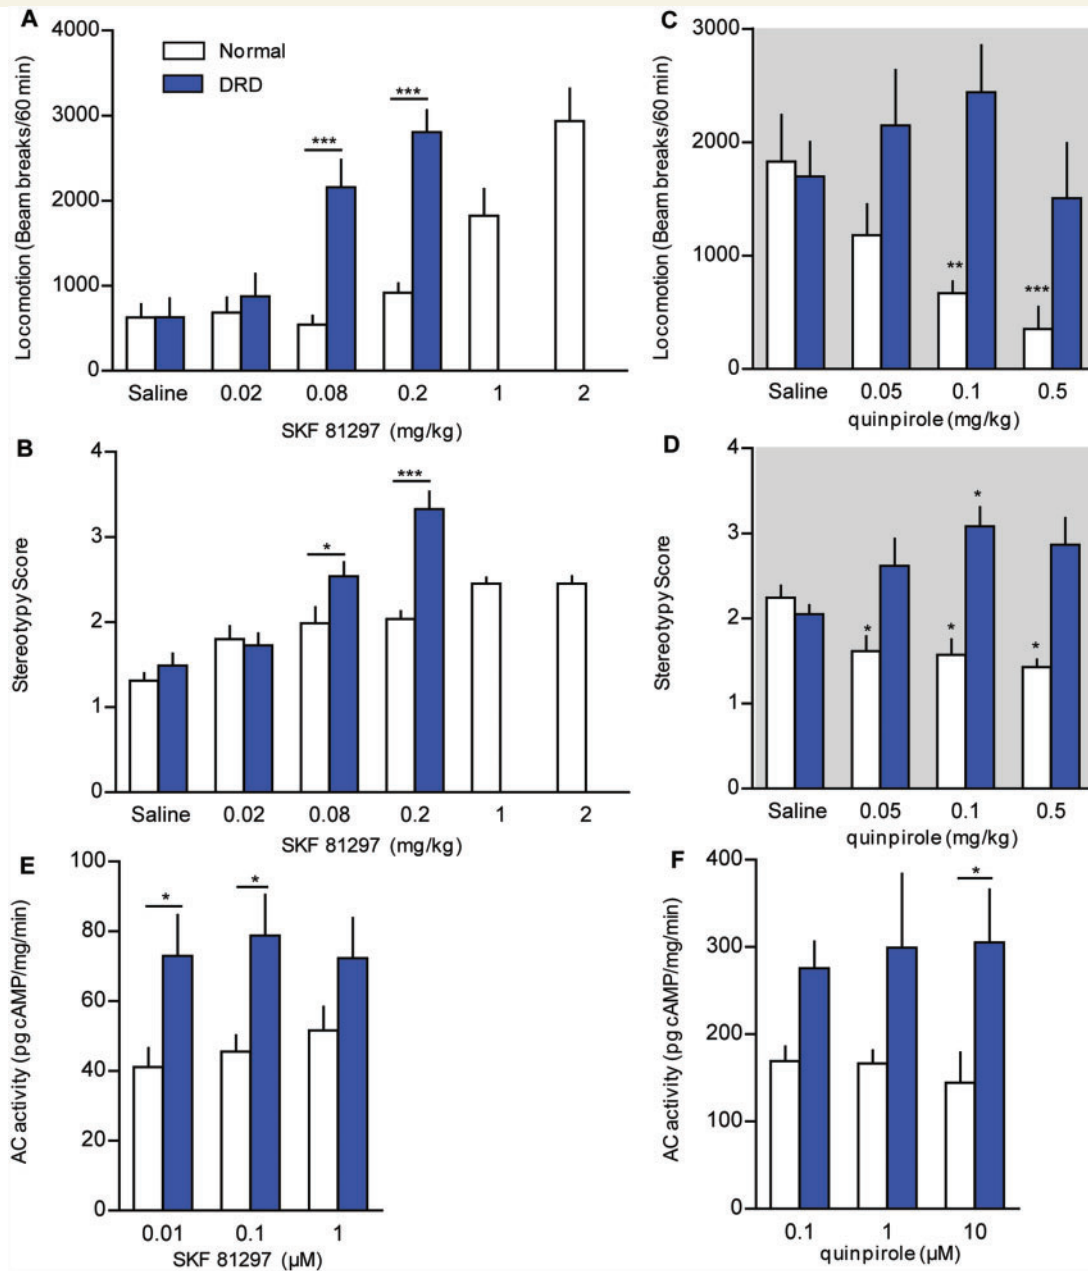 A
Locomotion (Beam breaks/60 min)
4000
3000
2000
1000
0
Normal
DRD
***
***
Saline 0.02 0.08 0.2 1 2
SKF 81297 (mg/kg)
C
Locomotion (Beam breaks/60 min)
3000
2000
1000
0
**
***
Saline 0.05 0.1 0.5
quinpirole (mg/kg)
B
Stereotypy Score
4
3
2
1
0
*
***
Saline 0.02 0.08 0.2 1 2
SKF 81297 (mg/kg)
D
Stereotypy Score
4
3
2
1
0
*
*
*
*
Saline 0.05 0.1 0.5
quinpirole (mg/kg)
E
AC activity (pg cAMP/mg/min)
100
80
60
40
20
0
*
*
0.01 0.1 1
SKF 81297 (µM)
F
AC activity (pg cAMP/mg/min)
400
300
200
100
0
*
0.1 1 10
quinpirole (µM)